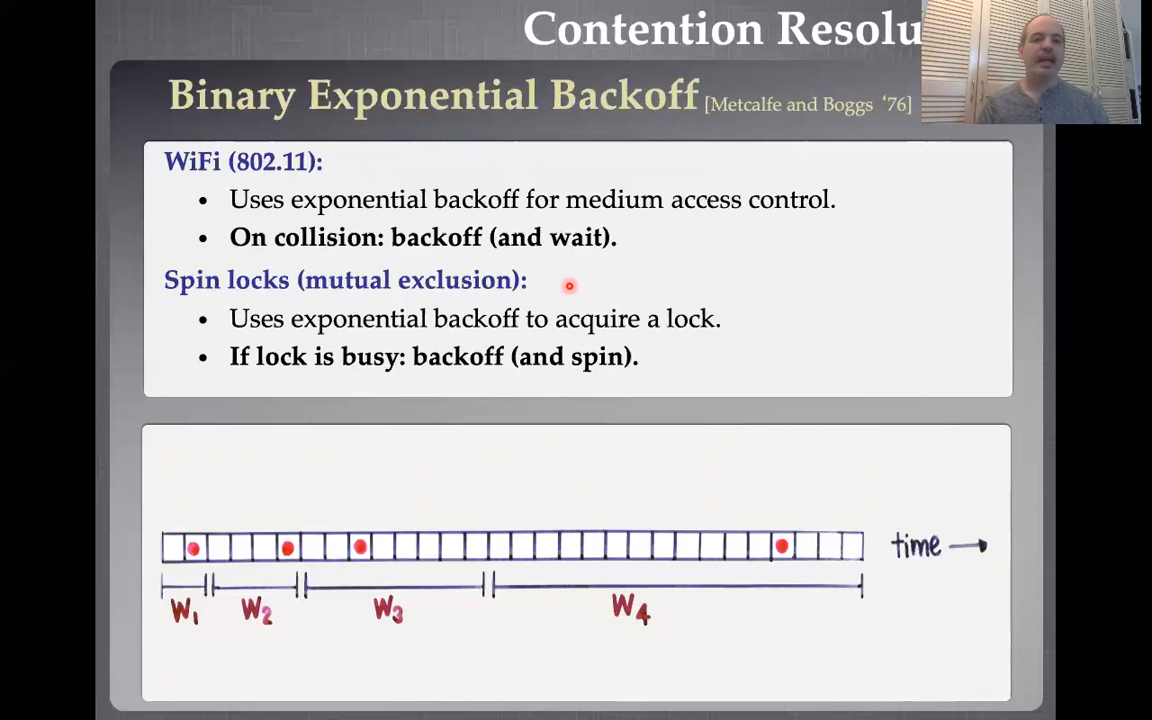 Contention Resolu
Binary Exponential Backoff [Metcalfe and Boggs ‘76]
WiFi (802.11):
• Uses exponential backoff for medium access control.
• On collision: backoff (and wait).
Spin locks (mutual exclusion):
• Uses exponential backoff to acquire a lock.
• If lock is busy: backoff (and spin).
time
W1 W2 W3 W4